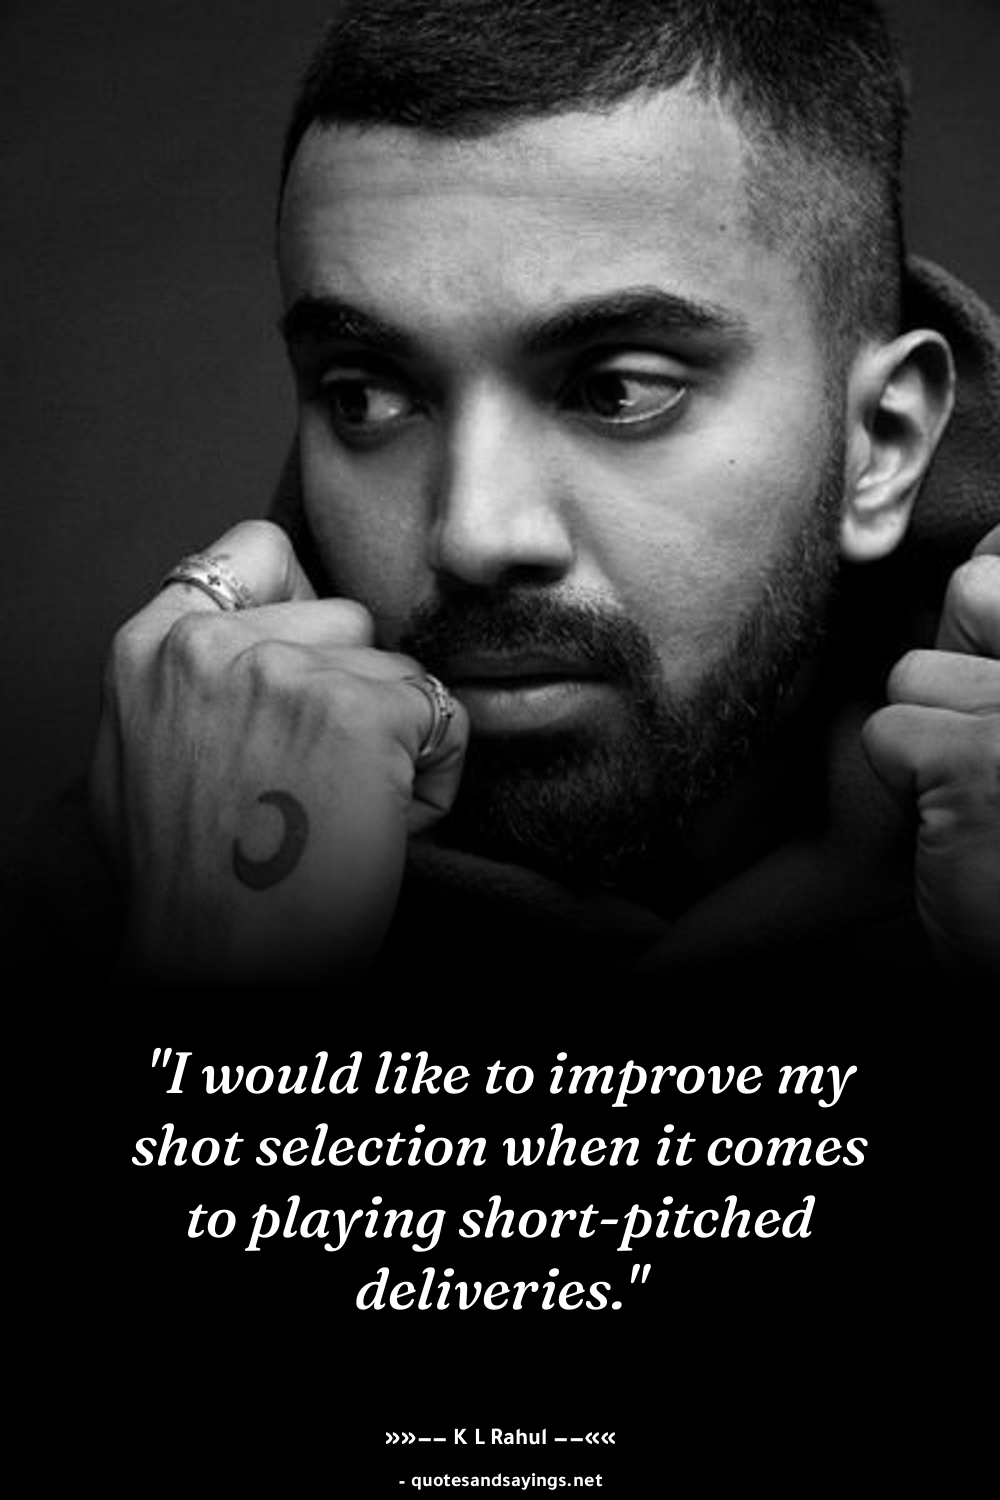 "I would like to improve my
shot selection when it comes
to playing short-pitched
deliveries."
»»−− K L Rahul −−««
- quotesandsayings.net